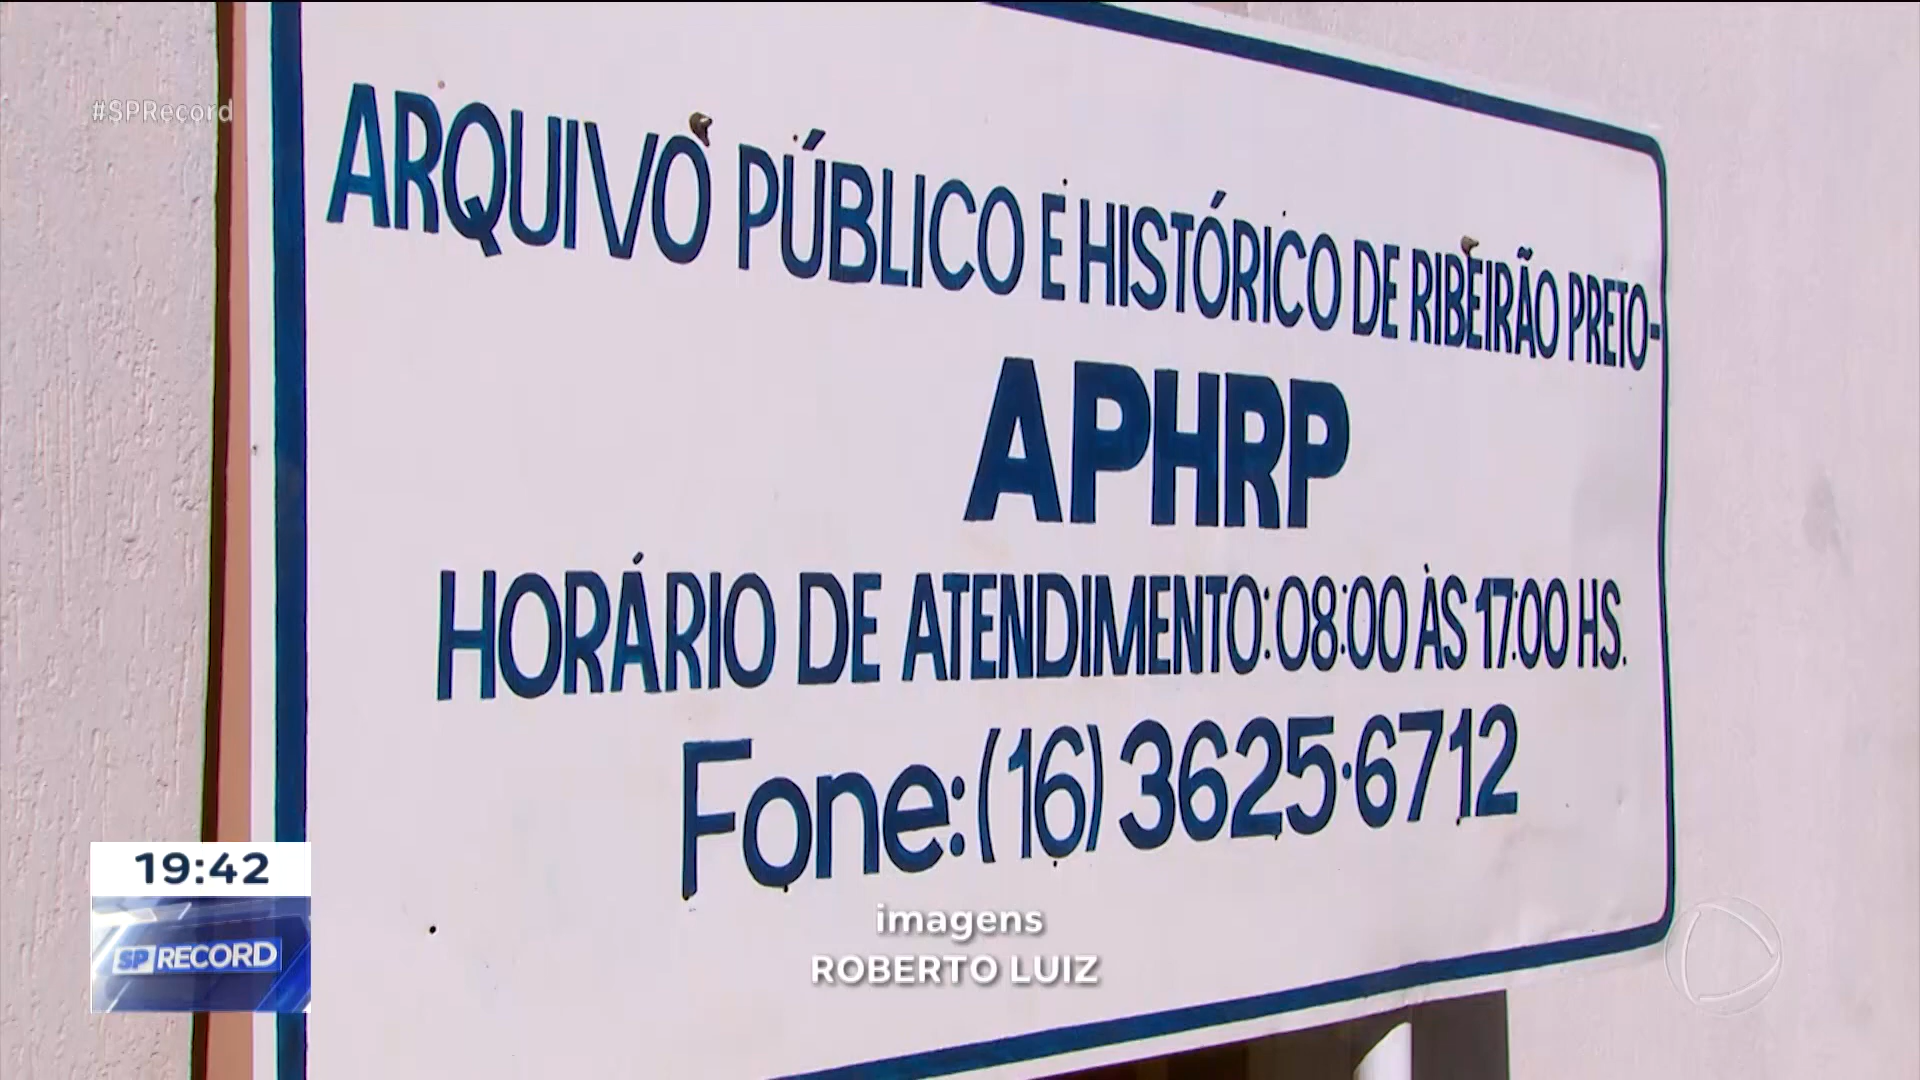 #SPRecord
ARQUIVO PÚBLICO E HISTÓRICO DE RIBEIRÃO PRETO-
APHRP
HORÁRIO DE ATENDIMENTO: 08:00 ÀS 17:00 HS.
Fone: (16) 3625-6712
19:42
SP RECORD
imagens
ROBERTO LUIZ